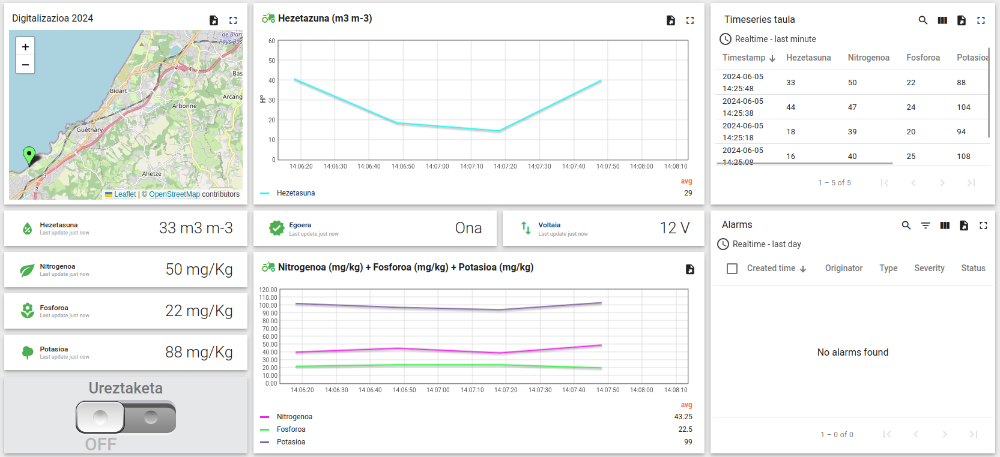 Digitalizazioa 2024
+
−
de Biarri
Pays-Bas
4
4
Bas
Bidart
Arcang
Arbonne
Guéthary
3
Ahetze
3
Leaflet | © OpenStreetMap contributors
Hezetazuna (m3 m-3)
60
50
40
30
20
10
0
Hº
14:06:20 14:06:30 14:06:40 14:06:50 14:07:00 14:07:10 14:07:20 14:07:30 14:07:40 14:07:50 14:08:00 14:08:10
avg
Hezetasuna 29
Timeseries taula
Realtime - last minute
Timestamp Hezetasuna Nitrogenoa Fosforoa Potasioa
2024-06-05
14:25:48 33 50 22 88
2024-06-05
14:25:38 44 47 24 104
2024-06-05
14:25:18 18 39 20 94
2024-06-05
14:25:08 16 40 25 108
1 – 5 of 5
Hezetasuna
Last update just now
33 m3 m-3
Egoera
Last update just now
Ona
Voltaia
Last update just now
12 V
Nitrogenoa
Last update just now
50 mg/Kg
Fosforoa
Last update just now
22 mg/Kg
Potasioa
Last update just now
88 mg/Kg
Ureztaketa
OFF
Nitrogenoa (mg/kg) + Fosforoa (mg/kg) + Potasioa (mg/kg)
120.00
110.00
100.00
90.00
80.00
70.00
60.00
50.00
40.00
30.00
20.00
10.00
0.00
14:06:20 14:06:30 14:06:40 14:06:50 14:07:00 14:07:10 14:07:20 14:07:30 14:07:40 14:07:50 14:08:00 14:08:10
avg
Nitrogenoa 43.25
Fosforoa 22.5
Potasioa 99
Alarms
Realtime - last day
Created time Originator Type Severity Status
No alarms found
1 – 0 of 0